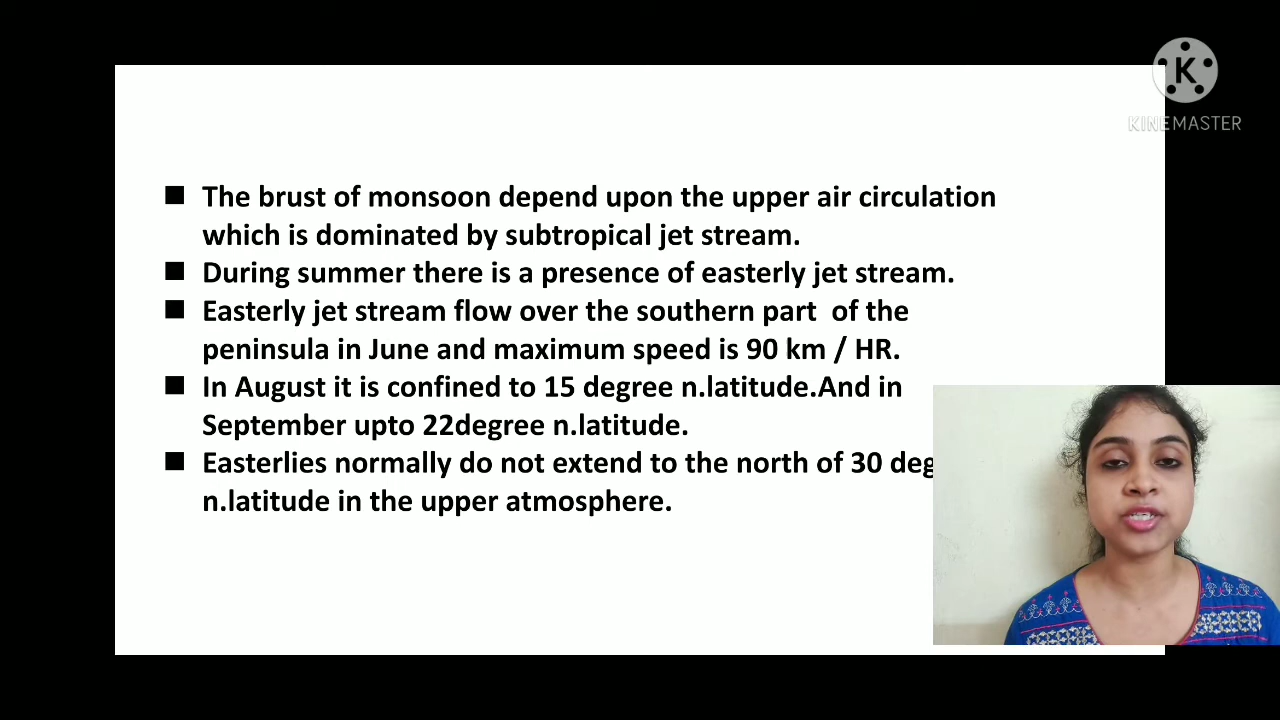 K
KINEMASTER
■ The brust of monsoon depend upon the upper air circulation
which is dominated by subtropical jet stream.
■ During summer there is a presence of easterly jet stream.
■ Easterly jet stream flow over the southern part  of the
peninsula in June and maximum speed is 90 km / HR.
■ In August it is confined to 15 degree n.latitude.And in
September upto 22degree n.latitude.
■ Easterlies normally do not extend to the north of 30 deg
n.latitude in the upper atmosphere.